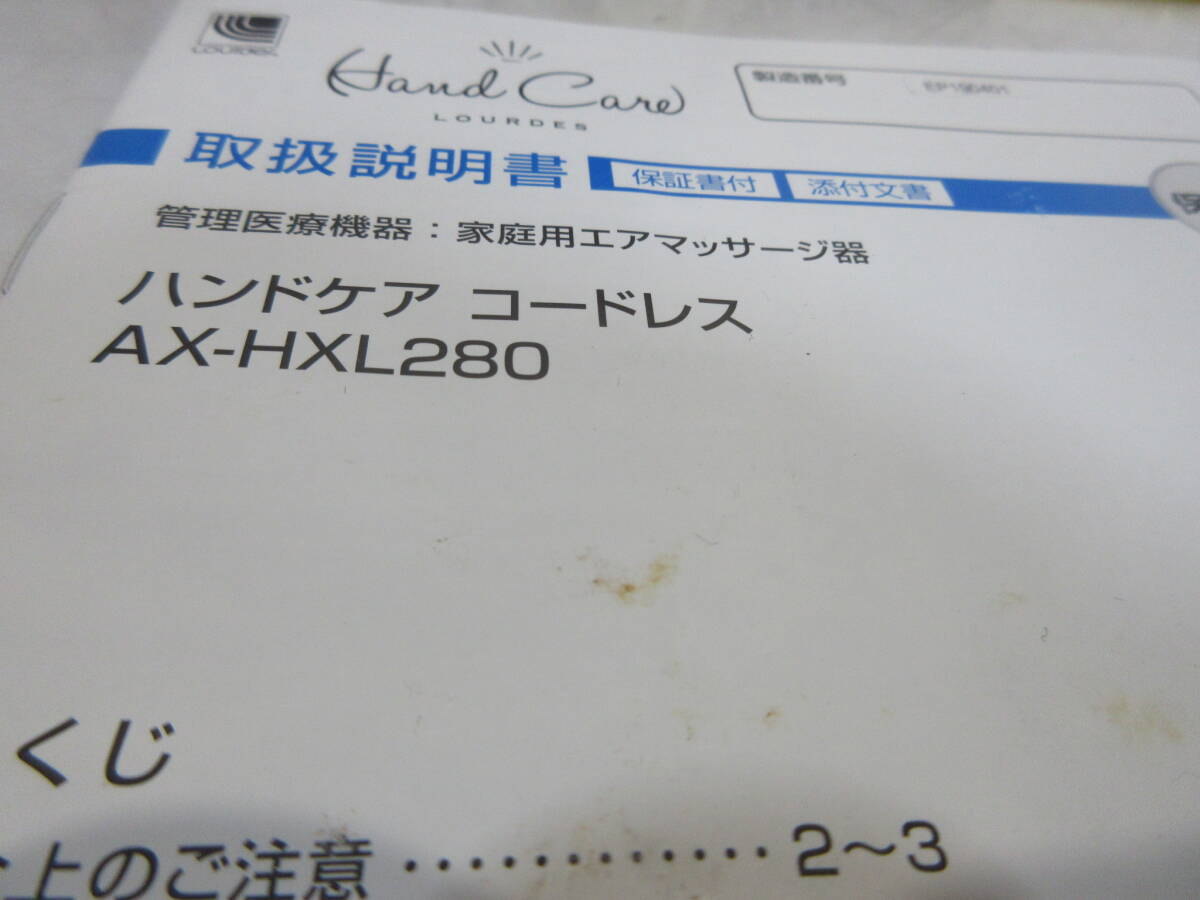 LOURDES
Hand Care
LOURDES
製造番号
取扱説明書 保証書付 添付文書
管理医療機器：家庭用エアマッサージ器
ハンドケア コードレス
AX-HXL280
くじ
上のご注意 ············ 2～3